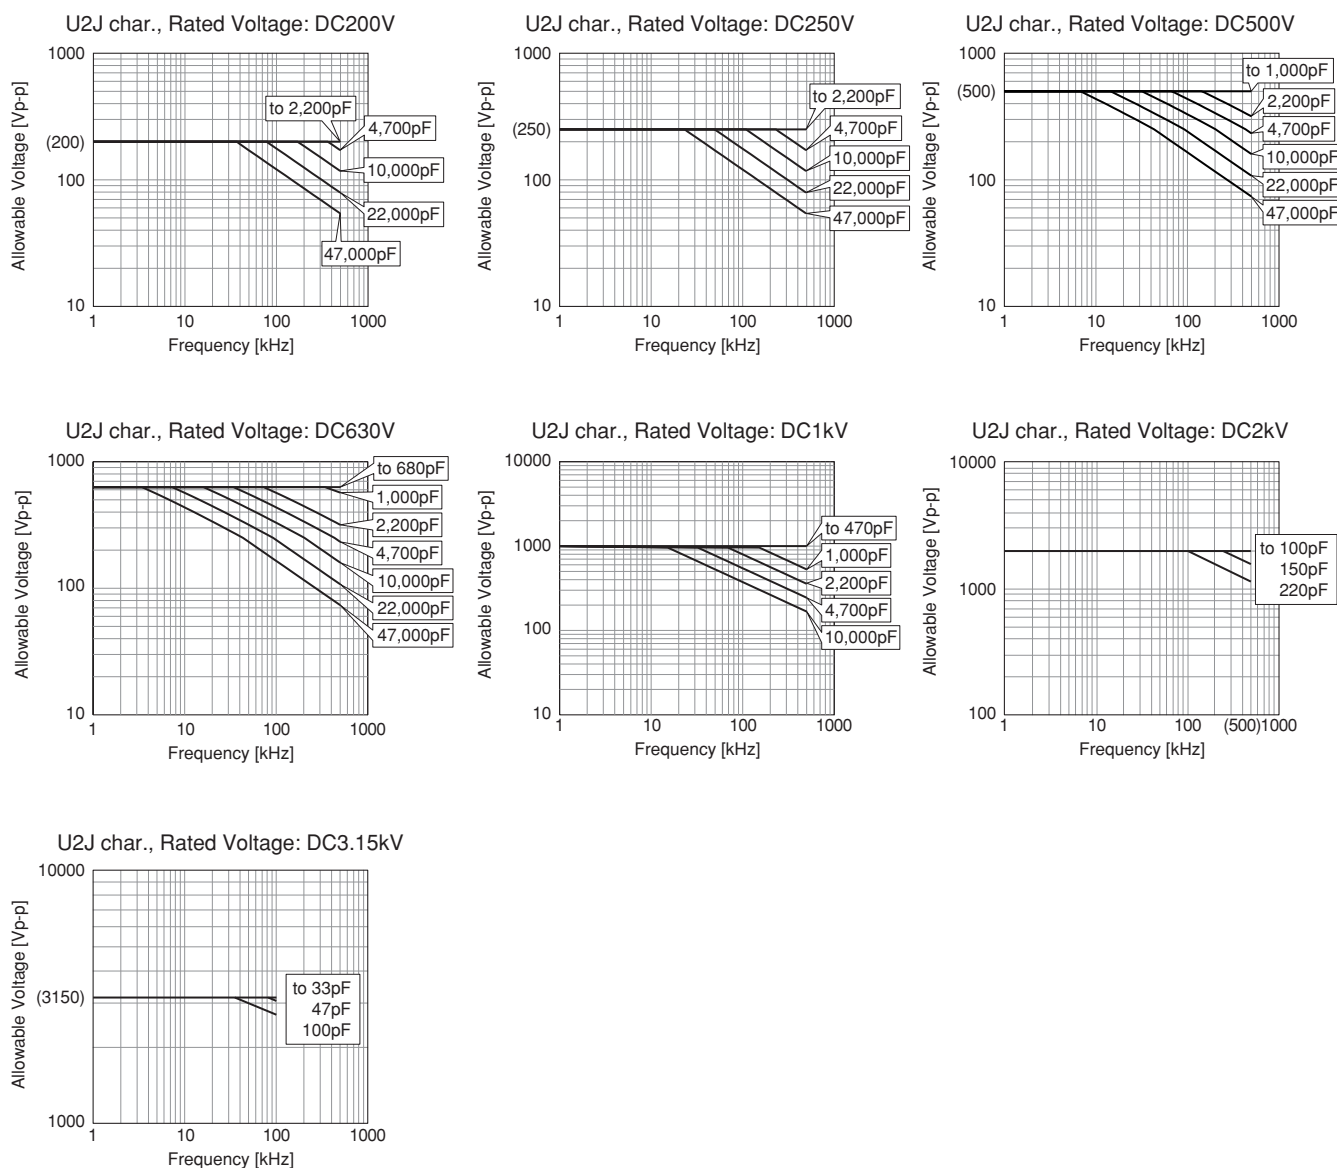 U2J char., Rated Voltage: DC200V
Allowable Voltage [Vp-p]
1000
(200)
100
10
to 2,200pF
4,700pF
10,000pF
22,000pF
47,000pF
1 10 100 1000
Frequency [kHz]
U2J char., Rated Voltage: DC250V
Allowable Voltage [Vp-p]
1000
(250)
100
10
to 2,200pF
4,700pF
10,000pF
22,000pF
47,000pF
1 10 100 1000
Frequency [kHz]
U2J char., Rated Voltage: DC500V
Allowable Voltage [Vp-p]
1000
(500)
100
10
to 1,000pF
2,200pF
4,700pF
10,000pF
22,000pF
47,000pF
1 10 100 1000
Frequency [kHz]
U2J char., Rated Voltage: DC630V
Allowable Voltage [Vp-p]
1000
100
10
to 680pF
1,000pF
2,200pF
4,700pF
10,000pF
22,000pF
47,000pF
1 10 100 1000
Frequency [kHz]
U2J char., Rated Voltage: DC1kV
Allowable Voltage [Vp-p]
10000
1000
100
10
to 470pF
1,000pF
2,200pF
4,700pF
10,000pF
1 10 100 1000
Frequency [kHz]
U2J char., Rated Voltage: DC2kV
Allowable Voltage [Vp-p]
10000
1000
100
to 100pF
150pF
220pF
10 100 (500)1000
Frequency [kHz]
U2J char., Rated Voltage: DC3.15kV
Allowable Voltage [Vp-p]
10000
(3150)
1000
to 33pF
47pF
100pF
1 10 100 1000
Frequency [kHz]